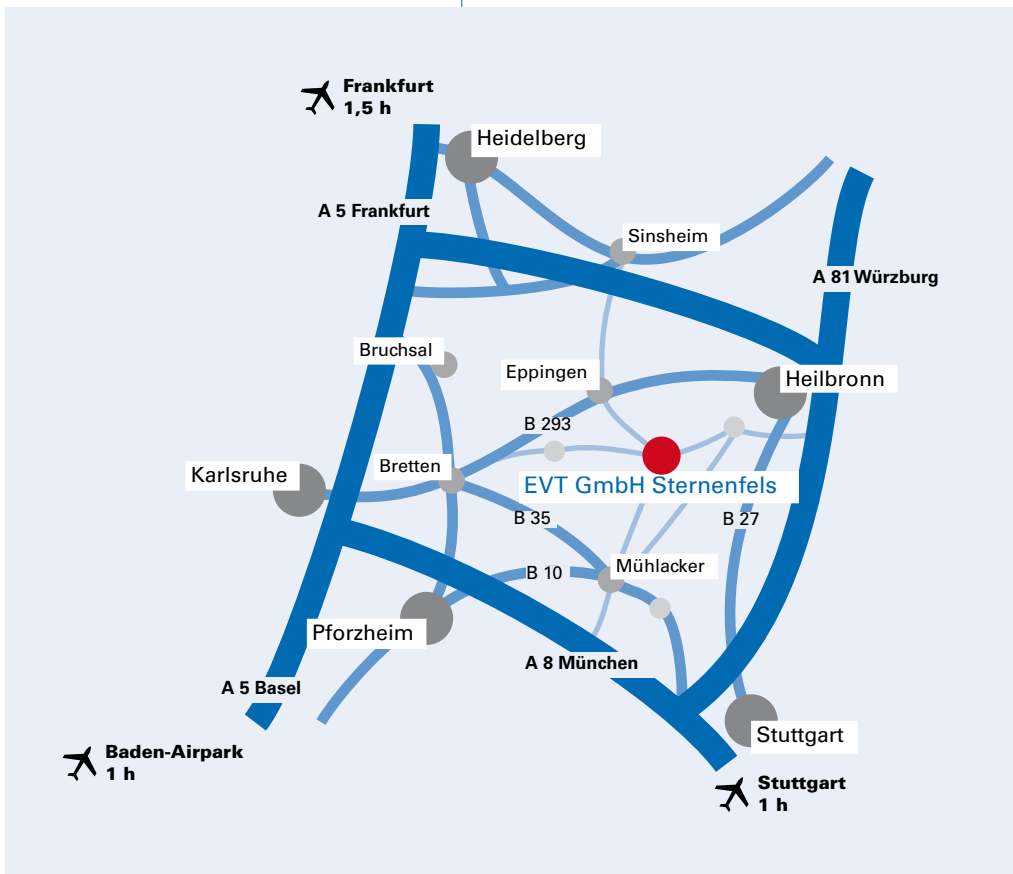 Frankfurt
1,5 h
Heidelberg
A 5 Frankfurt
Sinsheim
A 81 Würzburg
Bruchsal
Eppingen
Heilbronn
B 293
Karlsruhe
Bretten
EVT GmbH Sternenfels
B 35
B 27
Mühlacker
B 10
Pforzheim
A 8 München
A 5 Basel
Stuttgart
Baden-Airpark
1 h
Stuttgart
1 h